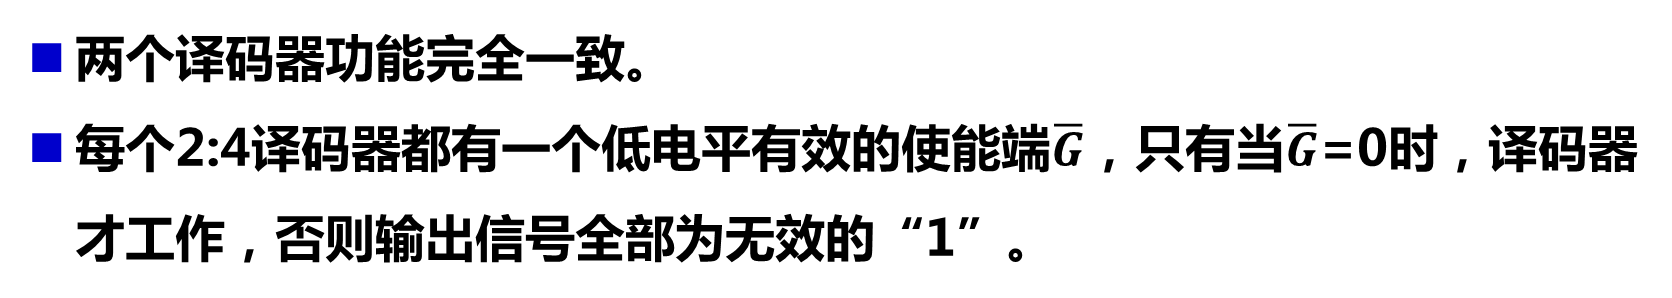 两个译码器功能完全一致。
每个2:4译码器都有一个低电平有效的使能端G̅，只有当G̅=0时，译码器
才工作，否则输出信号全部为无效的“1”。